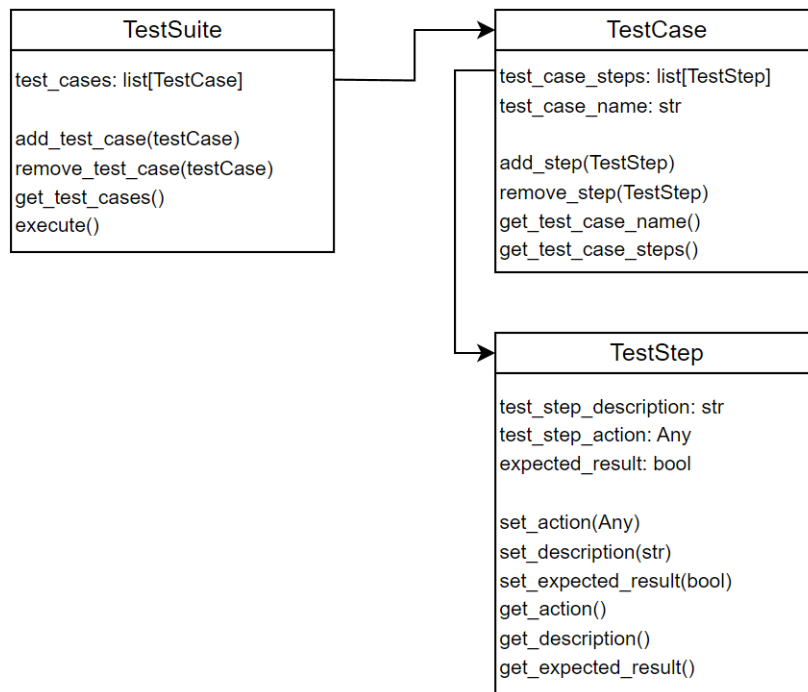 TestSuite
test_cases: list[TestCase]
add_test_case(testCase)
remove_test_case(testCase)
get_test_cases()
execute()
TestCase
test_case_steps: list[TestStep]
test_case_name: str
add_step(TestStep)
remove_step(TestStep)
get_test_case_name()
get_test_case_steps()
TestStep
test_step_description: str
test_step_action: Any
expected_result: bool
set_action(Any)
set_description(str)
set_expected_result(bool)
get_action()
get_description()
get_expected_result()